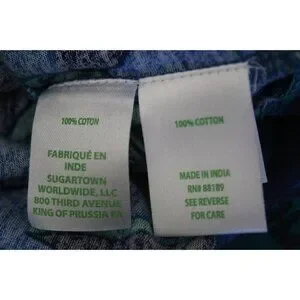 100% COTON
FABRIQUÉ EN
INDE
SUGARTOWN
WORLDWIDE, LLC
800 THIRD AVENUE
KING OF PRUSSIA PA
100% COTTON
MADE IN INDIA
RN# 88189
SEE REVERSE
FOR CARE